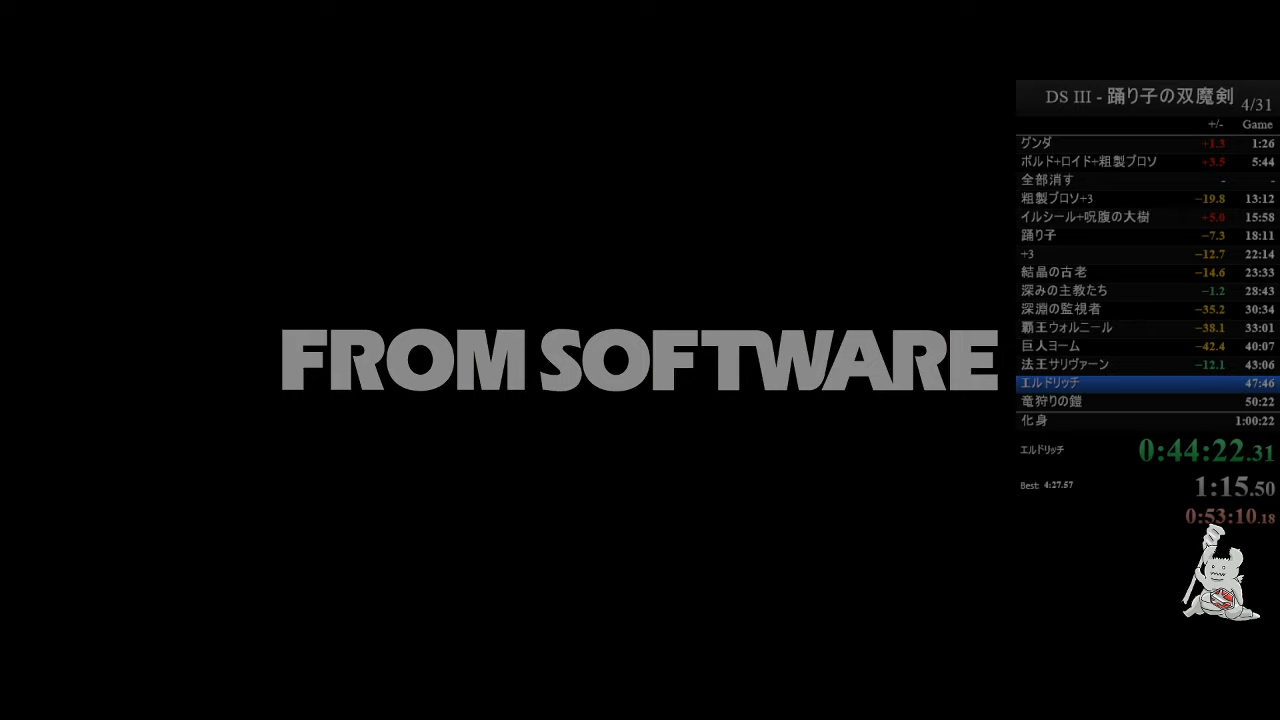 FROM SOFTWARE
DS III - 踊り子の双魔剣 4/31
+/- Game
グンダ +1.3 1:26
ボルド+ロイド+粗製ブロソ +3.5 5:44
全部消す - -
粗製ブロソ+3 −19.8 13:12
イルシール+呪腹の大樹 +5.0 15:58
踊り子 −7.3 18:11
+3 −12.7 22:14
結晶の古老 −14.6 23:33
深みの主教たち −1.2 28:43
深淵の監視者 −35.2 30:34
覇王ウォルニール −38.1 33:01
巨人ヨーム −42.4 40:07
法王サリヴァーン −12.1 43:06
エルドリッチ 47:46
竜狩りの鎧 50:22
化身 1:00:22
エルドリッチ 0:44:22.31
Best: 4:27.57 1:15.50
0:53:10.18